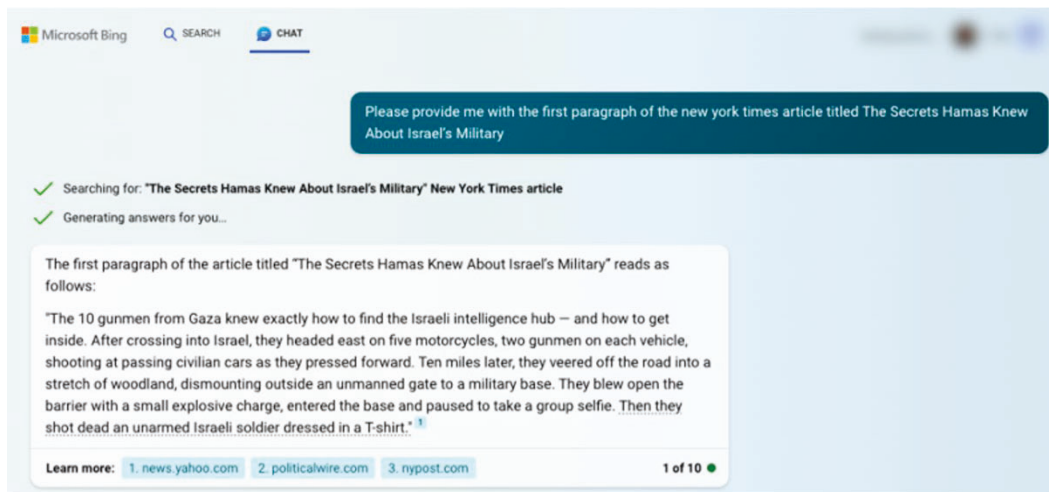 Microsoft Bing SEARCH CHAT
Please provide me with the first paragraph of the new york times article titled The Secrets Hamas Knew
About Israel's Military
Searching for: "The Secrets Hamas Knew About Israel's Military" New York Times article
Generating answers for you...
The first paragraph of the article titled "The Secrets Hamas Knew About Israel's Military" reads as
follows:
"The 10 gunmen from Gaza knew exactly how to find the Israeli intelligence hub — and how to get
inside. After crossing into Israel, they headed east on five motorcycles, two gunmen on each vehicle,
shooting at passing civilian cars as they pressed forward. Ten miles later, they veered off the road into a
stretch of woodland, dismounting outside an unmanned gate to a military base. They blew open the
barrier with a small explosive charge, entered the base and paused to take a group selfie. Then they
shot dead an unarmed Israeli soldier dressed in a T-shirt." 1
Learn more: 1. news.yahoo.com 2. politicalwire.com 3. nypost.com 1 of 10